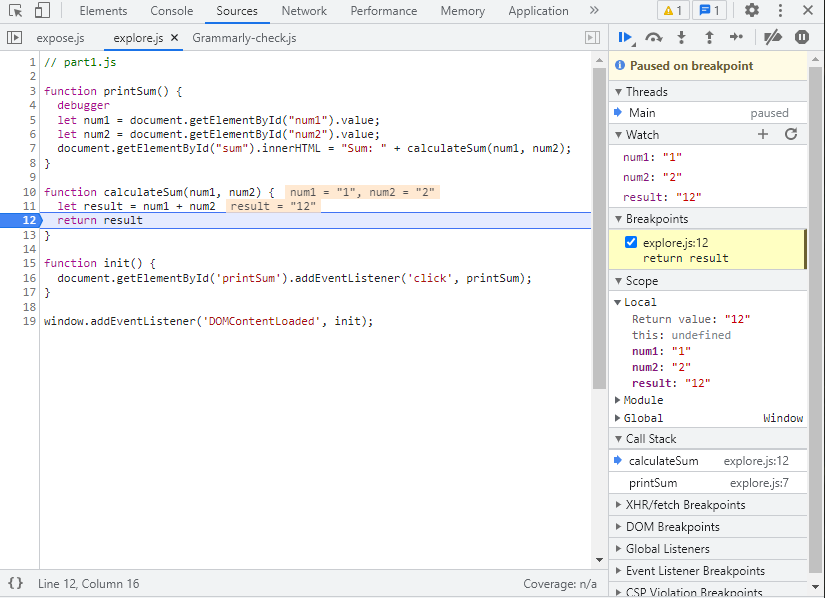 Elements Console Sources Network Performance Memory Application » 1 1
expose.js explore.js × Grammarly-check.js
1 // part1.js
2
3 function printSum() {
4 debugger
5 let num1 = document.getElementById("num1").value;
6 let num2 = document.getElementById("num2").value;
7 document.getElementById("sum").innerHTML = "Sum: " + calculateSum(num1, num2);
8 }
9
10 function calculateSum(num1, num2) { num1 = "1", num2 = "2"
11 let result = num1 + num2 result = "12"
12 return result
13 }
14
15 function init() {
16 document.getElementById('printSum').addEventListener('click', printSum);
17 }
18
19 window.addEventListener('DOMContentLoaded', init);
{} Line 12, Column 16 Coverage: n/a
Paused on breakpoint
Threads
Main paused
Watch
num1: "1"
num2: "2"
result: "12"
Breakpoints
explore.js:12
return result
Scope
Local
Return value: "12"
this: undefined
num1: "1"
num2: "2"
result: "12"
Module
Global Window
Call Stack
calculateSum explore.js:12
printSum explore.js:7
XHR/fetch Breakpoints
DOM Breakpoints
Global Listeners
Event Listener Breakpoints
CSP Violation Breakpoints